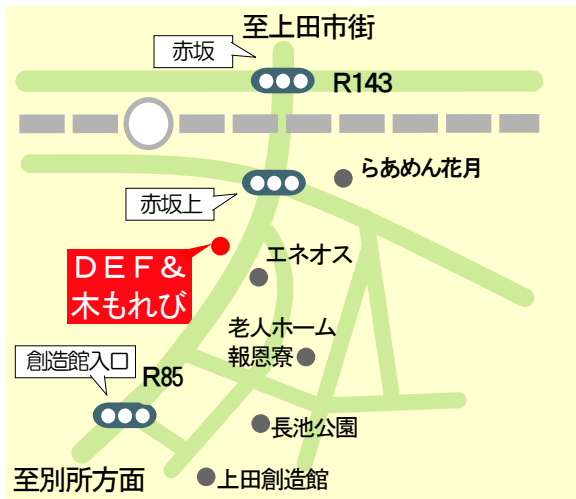 至上田市街
赤坂
R143
らあめん花月
赤坂上
エネオス
DEF&
木もれび
老人ホーム
報恩寮
創造館入口
R85
長池公園
至別所方面
上田創造館